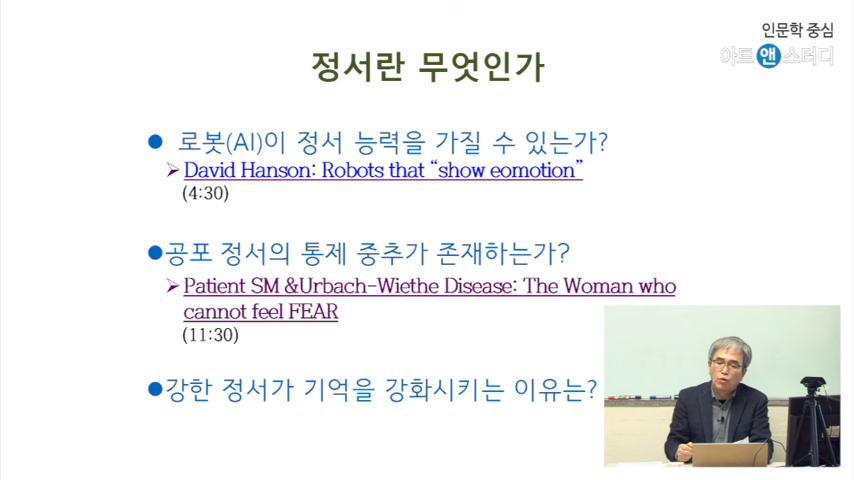 인문학 중심
아트앤스터디
정서란 무엇인가
● 로봇(AI)이 정서 능력을 가질 수 있는가?
➢ David Hanson: Robots that “show eomotion”
(4:30)
●공포 정서의 통제 중추가 존재하는가?
➢ Patient SM &Urbach-Wiethe Disease: The Woman who
cannot feel FEAR
(11:30)
●강한 정서가 기억을 강화시키는 이유는?